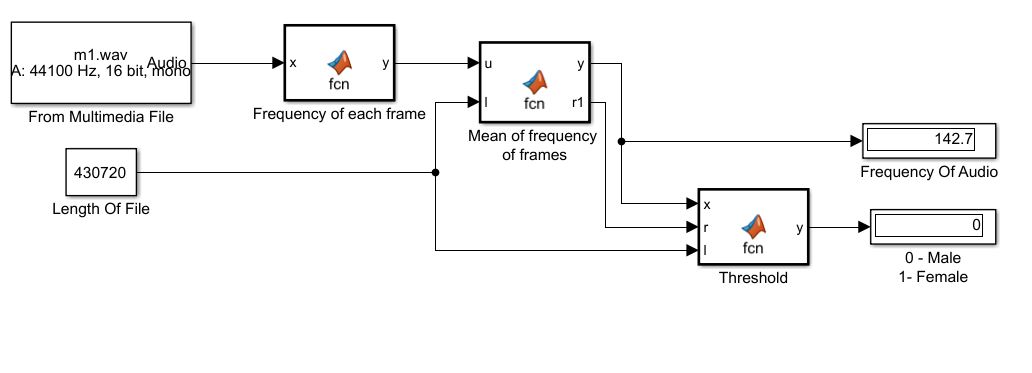 m1.wav
Audio
A: 44100 Hz, 16 bit, mono
From Multimedia File
x
y
fcn
Frequency of each frame
u
l
y
r1
fcn
Mean of frequency
of frames
430720
Length Of File
142.7
Frequency Of Audio
x
r
l
y
fcn
Threshold
0
0 - Male
1- Female